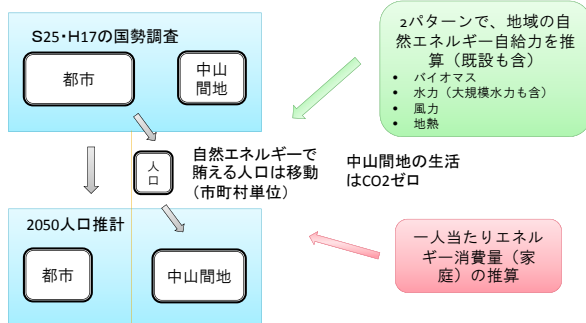 S25・H17の国勢調査
都市
中山
間地
2パターンで、地域の自
然エネルギー自給力を推
算（既設も含）
• バイオマス
• 水力（大規模水力も含）
• 風力
• 地熱
人
口
自然エネルギーで
賄える人口は移動
（市町村単位）
中山間地の生活
はCO2ゼロ
2050人口推計
都市
中山間地
一人当たりエネル
ギー消費量（家
庭）の推算